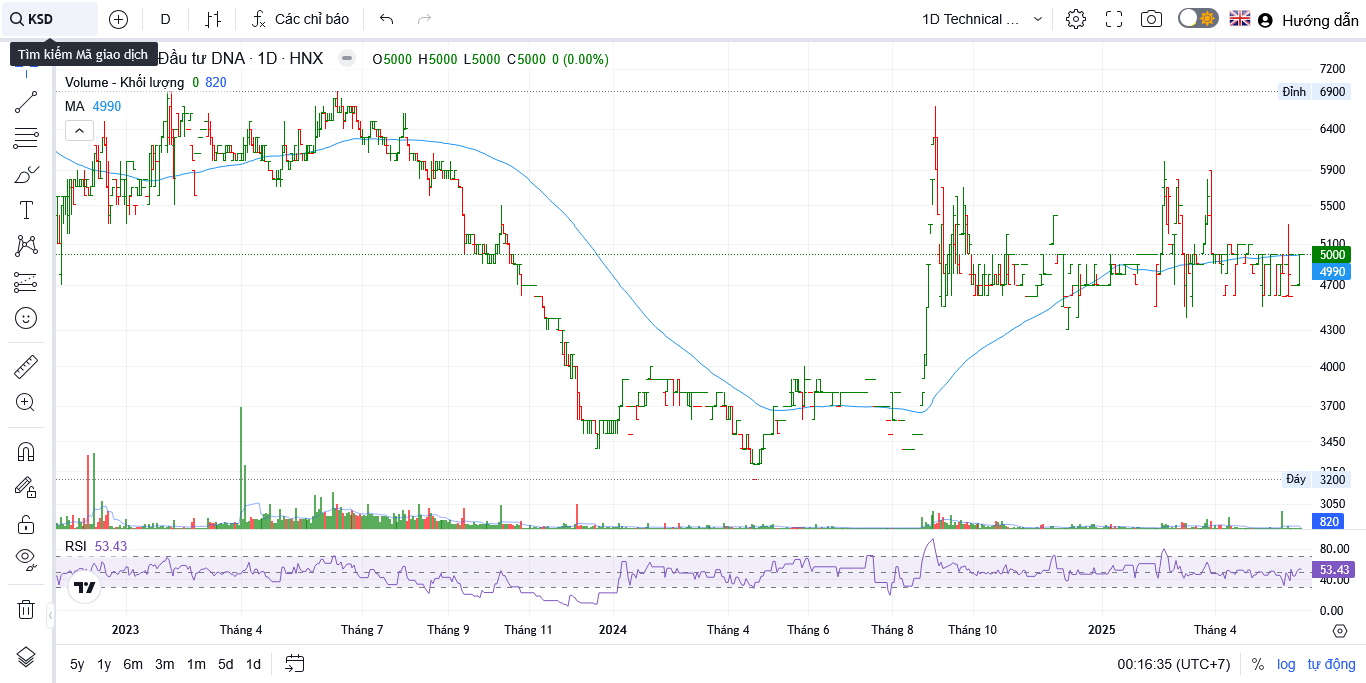 KSD
D
Các chỉ báo
1D Technical ...
Hướng dẫn
Tìm kiếm Mã giao dịch
Đầu tư DNA · 1D · HNX
O5000 H5000 L5000 C5000 0 (0.00%)
Volume - Khối lượng 0 820
MA 4990
7200
Đỉnh 6900
6400
5900
5500
5100
5000
4990
4700
4300
4000
3700
3450
3250
Đáy 3200
3050
820
RSI 53.43
80.00
53.43
40.00
0.00
2023 Tháng 4 Tháng 7 Tháng 9 Tháng 11 2024 Tháng 4 Tháng 6 Tháng 8 Tháng 10 2025 Tháng 4
5y 1y 6m 3m 1m 5d 1d
00:16:35 (UTC+7) % log tự động